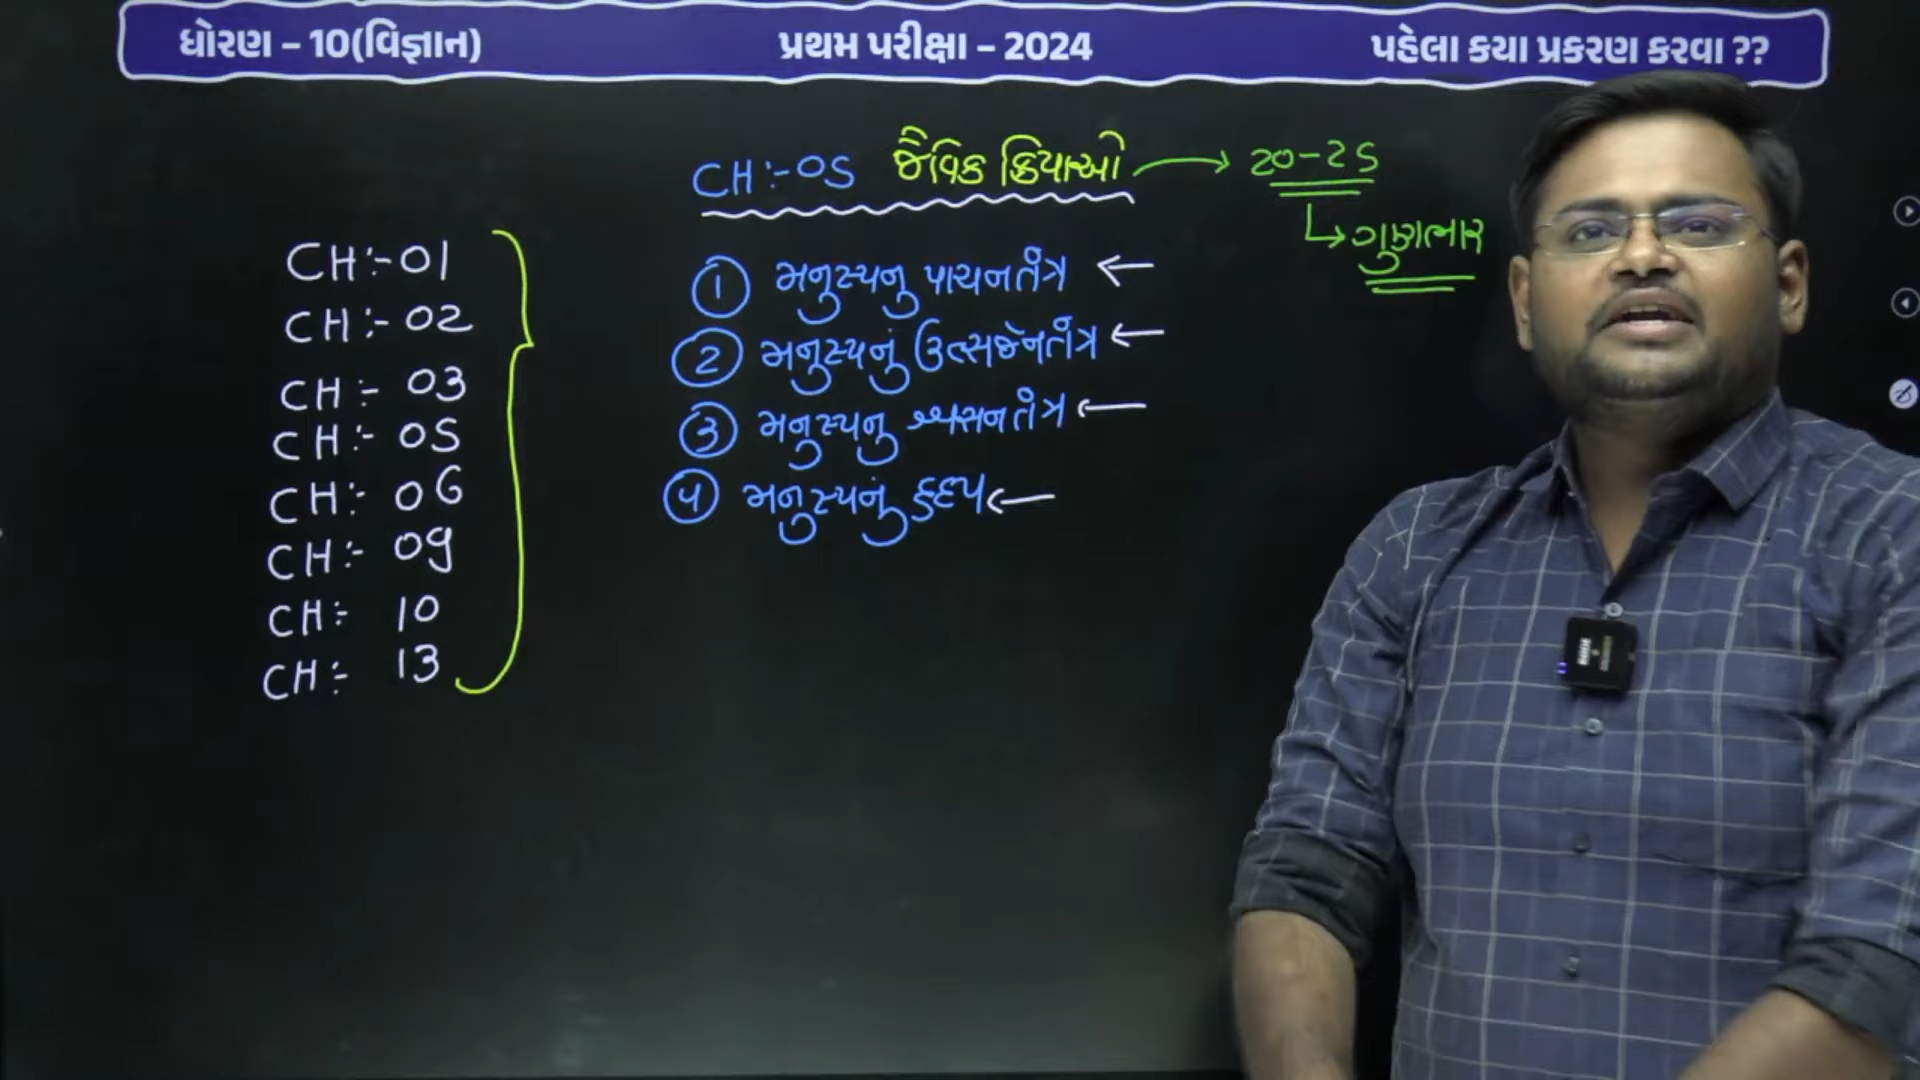 ધોરણ – 10(વિજ્ઞાન)
પ્રથમ પરીક્ષા – 2024
પહેલા કયા પ્રકરણ કરવા ??
CH:-05 જૈવિક ક્રિયાઓ → 20-25
↳ ગુણભાર
CH:-01
CH:-02
CH:- 03
CH:- 05
CH:- 06
CH:- 09
CH:- 10
CH:- 13
① મનુસ્યનુ પાચનતંત્ર ←
② મનુસ્યનું ઉત્સર્જનતંત્ર ←
③ મનુસ્યનુ શ્વસનતંત્ર ←
④ મનુસ્યનું હૃદય ←